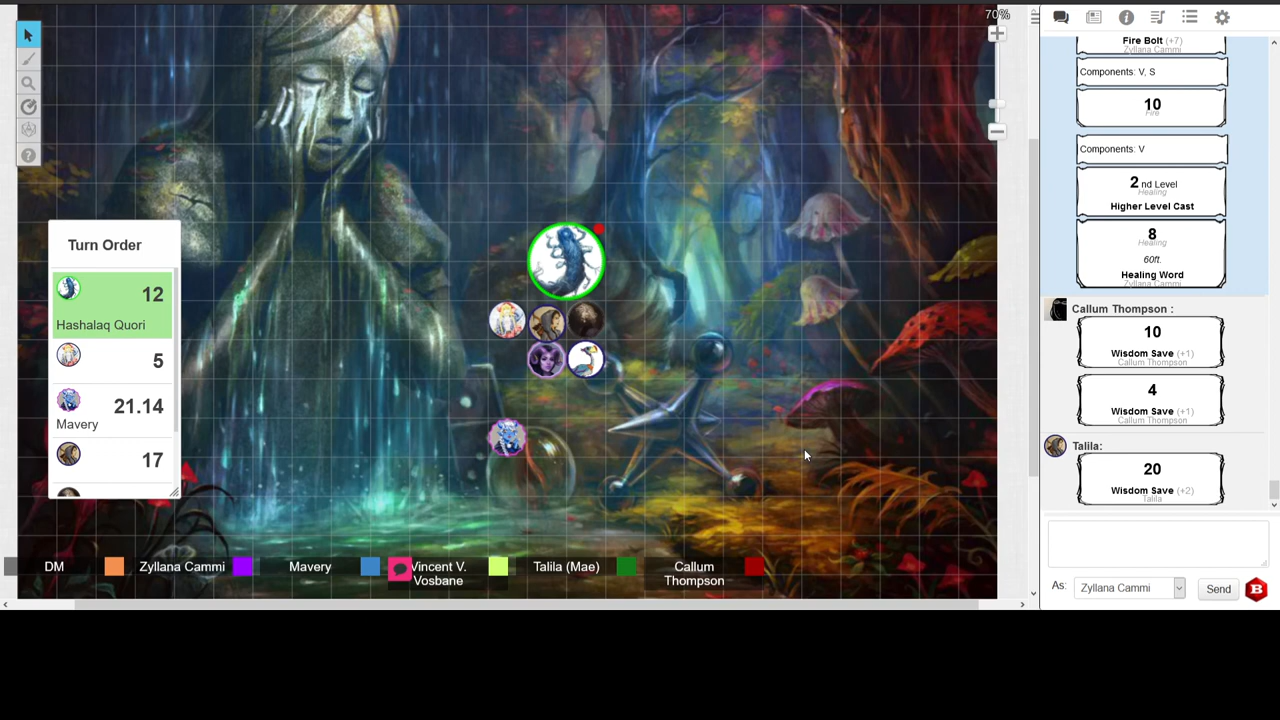 70%
Turn Order
12
Hashalaq Quori
5
21.14
Mavery
17
DM
Zyllana Cammi
Mavery
Vincent V.
Vosbane
Talila (Mae)
Callum
Thompson
Fire Bolt (+7)
Zyllana Cammi
Components: V, S
10
Fire
Components: V
2 nd Level
Healing
Higher Level Cast
8
Healing
60ft.
Healing Word
Zyllana Cammi
Callum Thompson :
10
Wisdom Save (+1)
Callum Thompson
4
Wisdom Save (+1)
Callum Thompson
Talila:
20
Wisdom Save (+2)
Talila
As:
Zyllana Cammi
Send
B